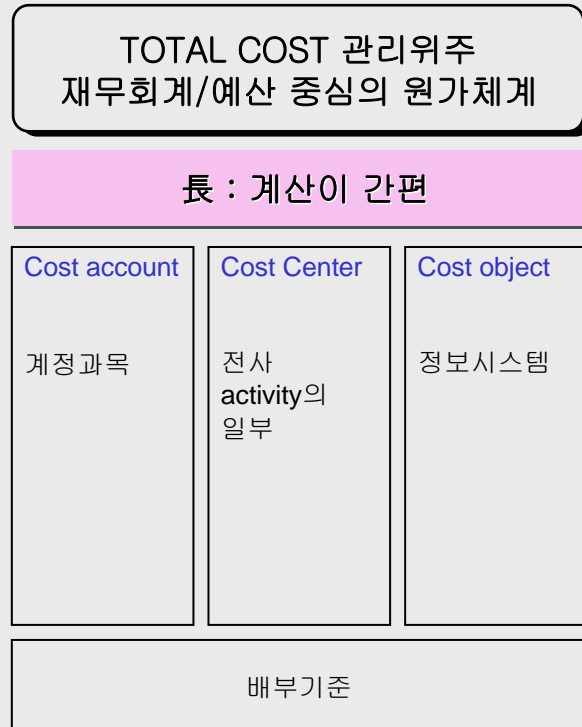 TOTAL COST 관리위주
재무회계/예산 중심의 원가체계
長 : 계산이 간편
Cost account
계정과목
Cost Center
전사
activity의
일부
Cost object
정보시스템
배부기준